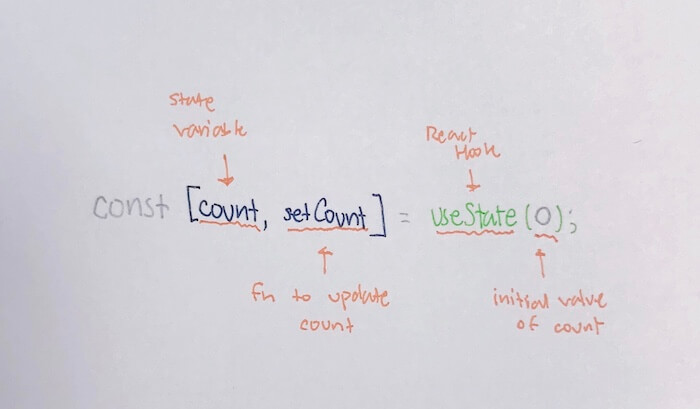 State
variable
React
Hook
const [count, setCount] = useState(0);
fn to update
count
initial value
of count